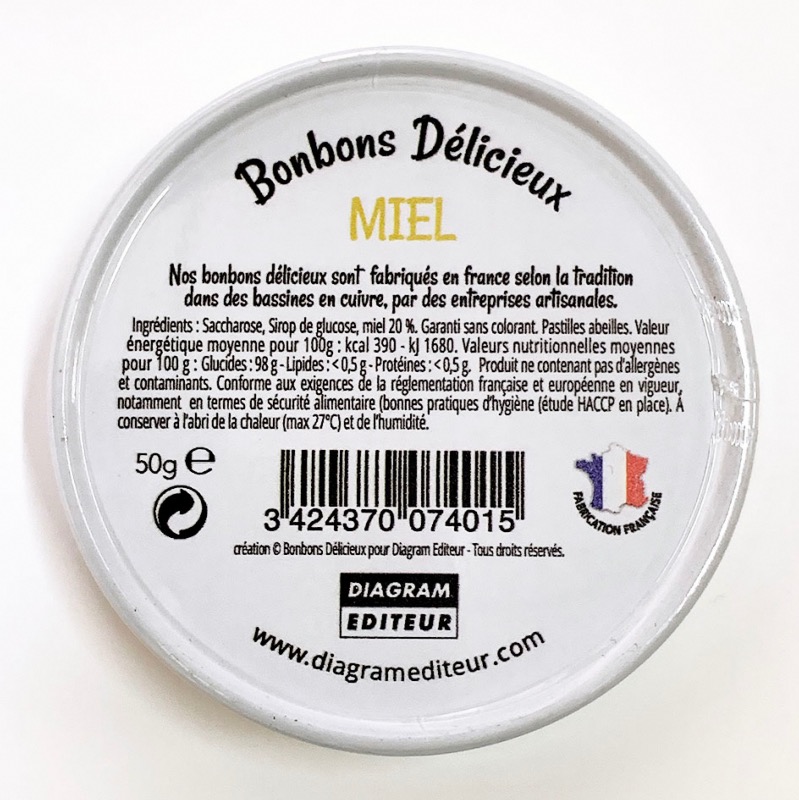 Bonbons Délicieux
MIEL
Nos bonbons délicieux sont fabriqués en france selon la tradition
dans des bassines en cuivre, par des entreprises artisanales.
Ingrédients : Saccharose, Sirop de glucose, miel 20 %. Garanti sans colorant. Pastilles abeilles. Valeur
énergétique moyenne pour 100g : kcal 390 - kJ 1680. Valeurs nutritionnelles moyennes
pour 100 g : Glucides : 98 g - Lipides : < 0,5 g - Protéines : < 0,5 g. Produit ne contenant pas d'allergènes
et contaminants. Conforme aux exigences de la réglementation française et européenne en vigueur,
notamment en termes de sécurité alimentaire (bonnes pratiques d'hygiène (étude HACCP en place). À
conserver à l'abri de la chaleur (max 27°C) et de l'humidité.
50g e
3 424370 074015
FABRICATION FRANÇAISE
création © Bonbons Délicieux pour Diagram Editeur - Tous droits réservés.
DIAGRAM
EDITEUR
www.diagramediteur.com